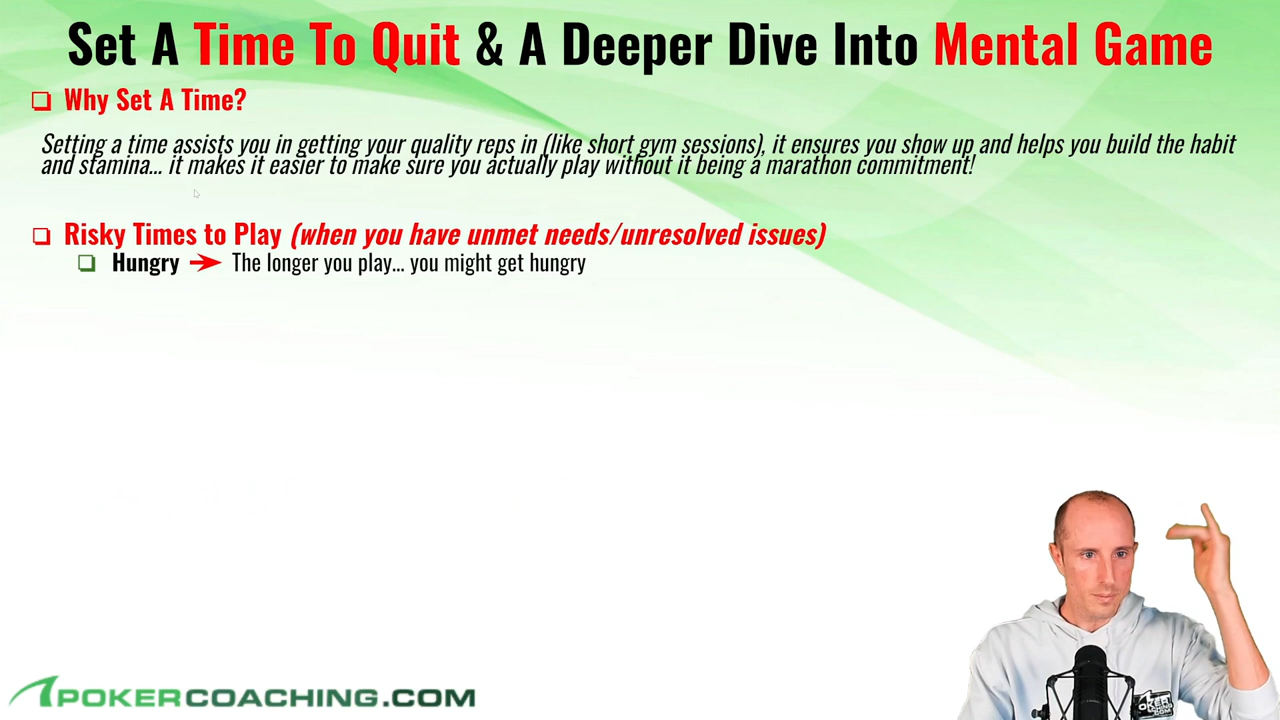 Set A Time To Quit & A Deeper Dive Into Mental Game
Why Set A Time?
Setting a time assists you in getting your quality reps in (like short gym sessions), it ensures you show up and helps you build the habit
and stamina... it makes it easier to make sure you actually play without it being a marathon commitment!
Risky Times to Play (when you have unmet needs/unresolved issues)
Hungry The longer you play... you might get hungry
POKERCOACHING.COM